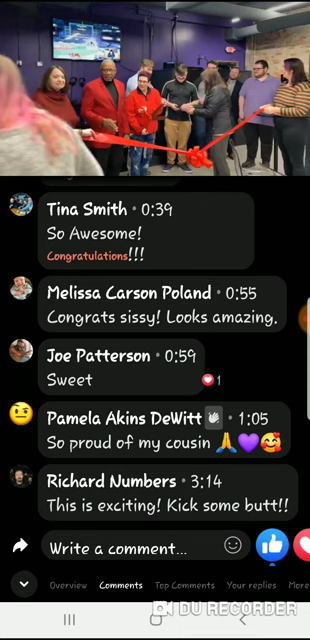 Tina Smith • 0:39
So Awesome!
Congratulations!!!
Melissa Carson Poland • 0:55
Congrats sissy! Looks amazing.
Joe Patterson • 0:59
Sweet
1
Pamela Akins DeWitt • 1:05
So proud of my cousin 🙏💜🥰
Richard Numbers • 3:14
This is exciting! Kick some butt!!
Write a comment...
Overview Comments Top Comments Your replies More
DU RECORDER